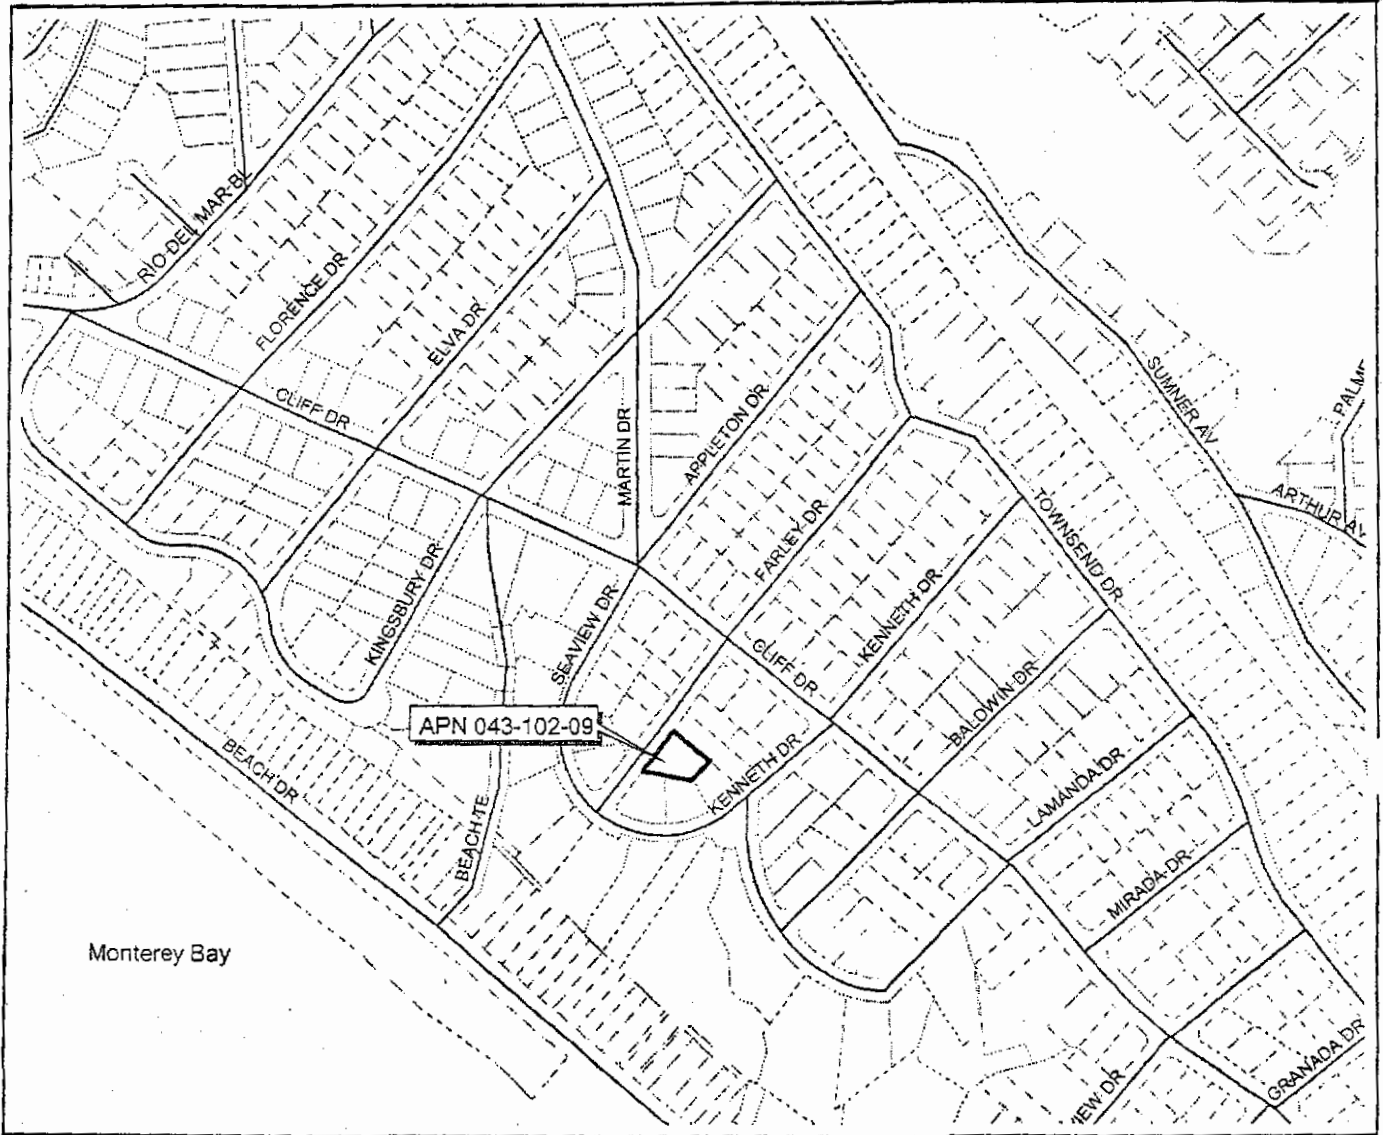 RIO DEL MAR BL
FLORENCE DR
ELVA DR
CLIFF DR
MARTIN DR
APPLETON DR
SUMNER AV
PALM
ARTHUR AV
TOWNSEND DR
FARLEY DR
KENNETH DR
KINGSBURY DR
SEAVIEW DR
CLIFF DR
BALDWIN DR
APN 043-102-09
KENNETH DR
LAMANDA DR
BEACH DR
BEACH TE
MIRADA DR
Monterey Bay
VIEW DR
GRANADA DR